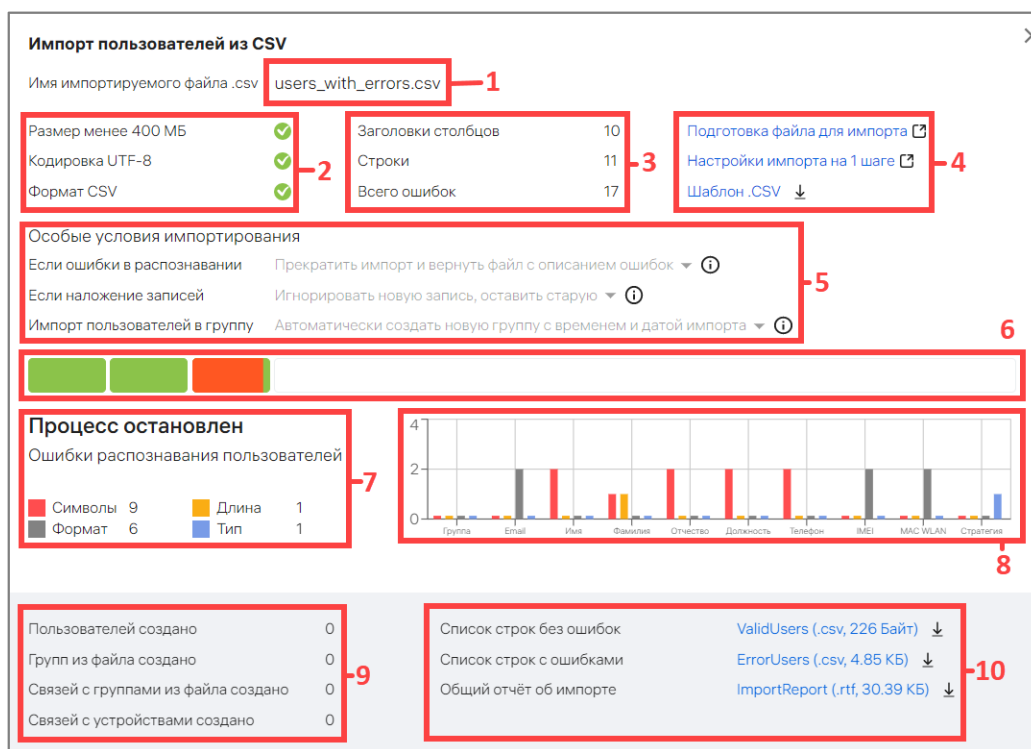 Импорт пользователей из CSV
Имя импортируемого файла .csv users_with_errors.csv 1
Размер менее 400 МБ
Кодировка UTF-8
Формат CSV
2
Заголовки столбцов 10
Строки 11
Всего ошибок 17
3
Подготовка файла для импорта
Настройки импорта на 1 шаге
Шаблон .CSV
4
Особые условия импортирования
Если ошибки в распознавании Прекратить импорт и вернуть файл с описанием ошибок
Если наложение записей Игнорировать новую запись, оставить старую
Импорт пользователей в группу Автоматически создать новую группу с временем и датой импорта
5
6
Процесс остановлен
Ошибки распознавания пользователей
Символы 9 Длина 1
Формат 6 Тип 1
7
4
2
0
Группа Email Имя Фамилия Отчество Должность Телефон IMEI MAC WLAN Стратегия
8
Пользователей создано 0
Групп из файла создано 0
Связей с группами из файла создано 0
Связей с устройствами создано 0
9
Список строк без ошибок ValidUsers (.csv, 226 Байт)
Список строк с ошибками ErrorUsers (.csv, 4.85 КБ)
Общий отчёт об импорте ImportReport (.rtf, 30.39 КБ)
10